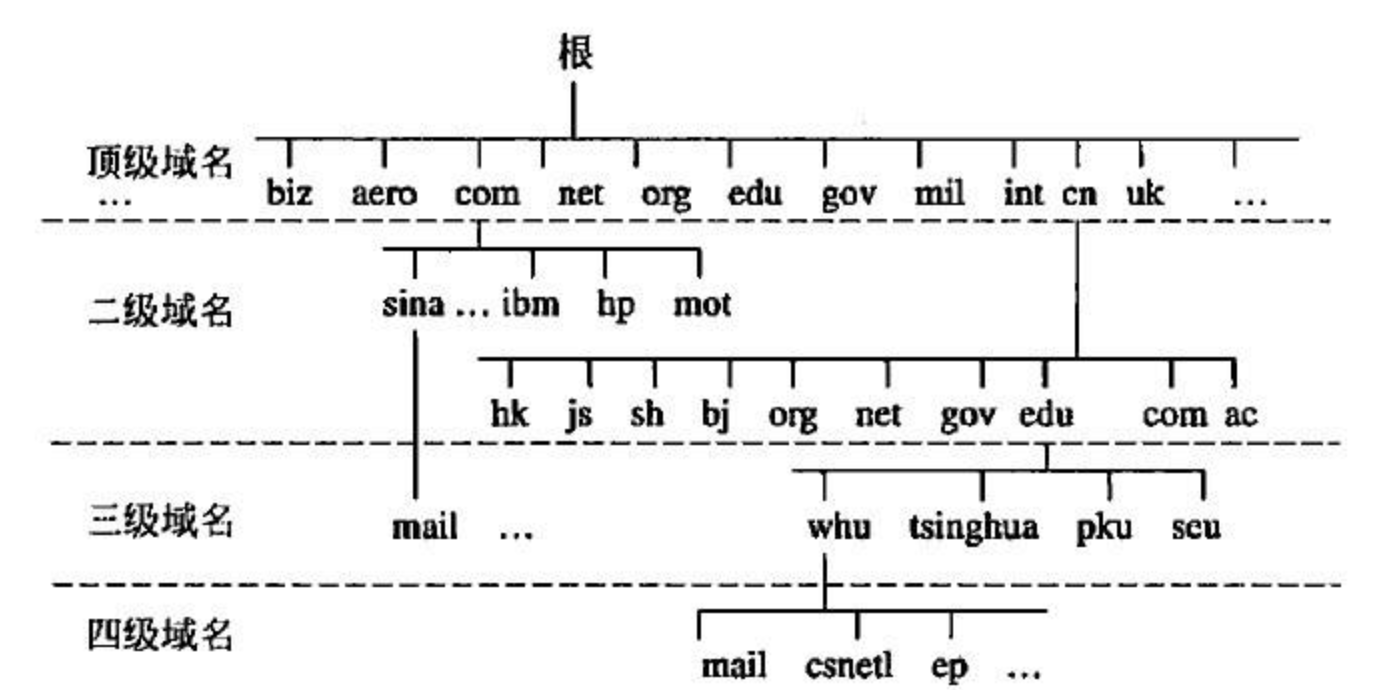 根
顶级域名
... biz aero com net org edu gov mil int cn uk ...
二级域名 sina ... ibm hp mot
hk js sh bj org net gov edu com ac
三级域名 mail ... whu tsinghua pku seu
四级域名
mail csnetl ep ...